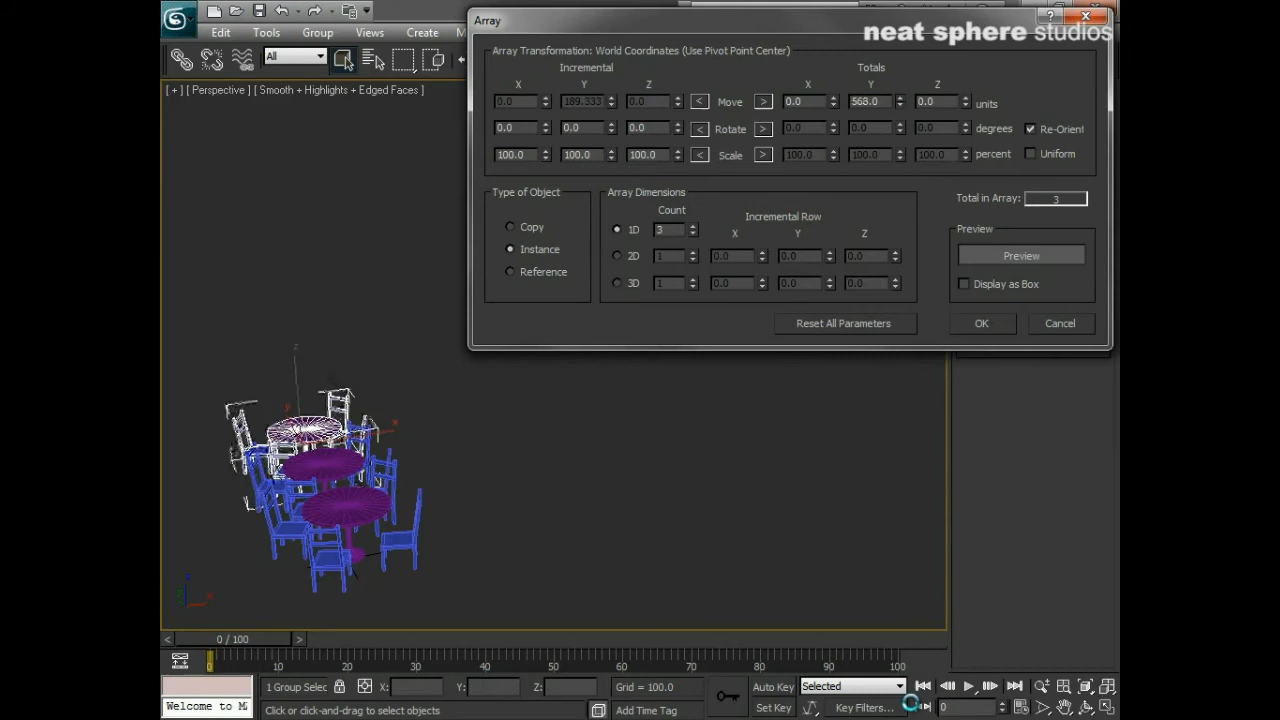 Array
neat sphere studios
Edit Tools Group Views Create
Array Transformation: World Coordinates (Use Pivot Point Center)
Incremental Totals
X Y Z X Y Z
0.0 189.333 0.0 < Move > 0.0 568.0 0.0 units
0.0 0.0 0.0 < Rotate > 0.0 0.0 0.0 degrees Re-Orient
100.0 100.0 100.0 < Scale > 100.0 100.0 100.0 percent Uniform
All
[ + ] [ Perspective ] [ Smooth + Highlights + Edged Faces ]
Type of Object
Copy
Instance
Reference
Array Dimensions
Count Incremental Row
X Y Z
1D 3
2D 1 0.0 0.0 0.0
3D 1 0.0 0.0 0.0
Total in Array: 3
Preview
Preview
Display as Box
Reset All Parameters OK Cancel
z
y
x
z
x
< 0 / 100 >
0 10 20 30 40 50 60 70 80 90 100
1 Group Selec X: Y: Z: Grid = 100.0 Auto Key Selected
Welcome to M Click or click-and-drag to select objects Add Time Tag Set Key Key Filters... 0